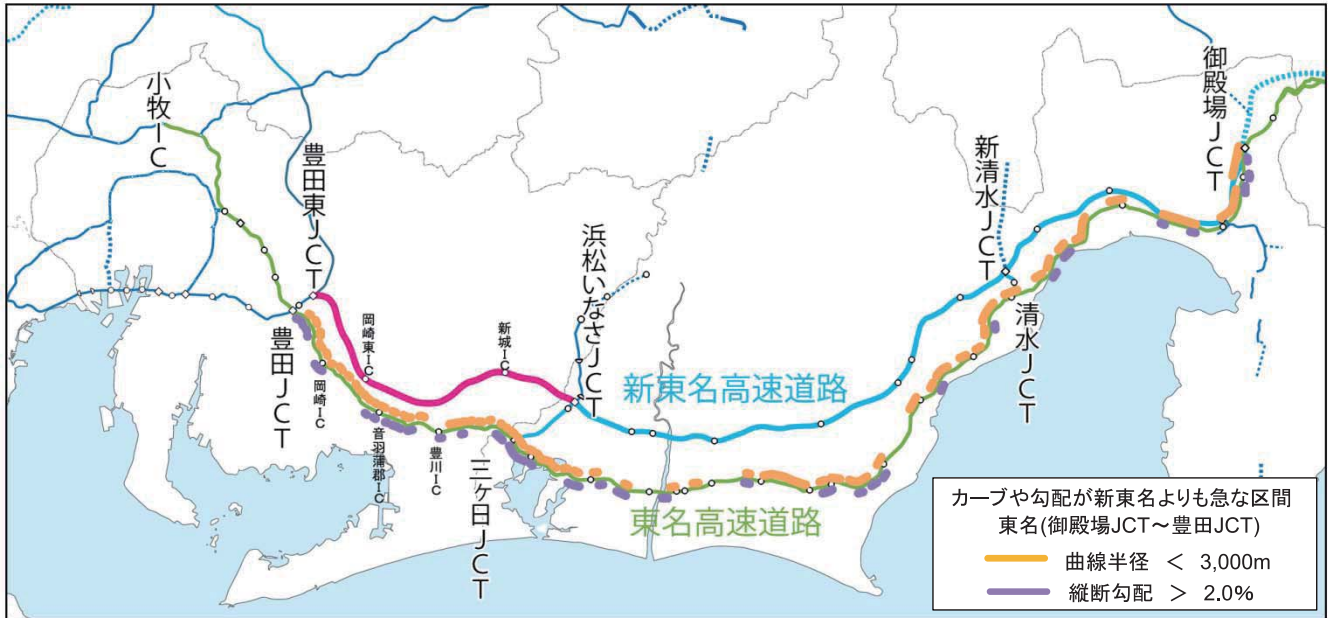 小牧IC
豊田東JCT
豊田JCT
岡崎IC
岡崎東IC
音羽蒲郡IC
豊川IC
新城IC
三ヶ日JCT
浜松いなさJCT
新東名高速道路
東名高速道路
新清水JCT
清水JCT
御殿場JCT
カーブや勾配が新東名よりも急な区間
東名(御殿場JCT～豊田JCT)
曲線半径 < 3,000m
縦断勾配 > 2.0%